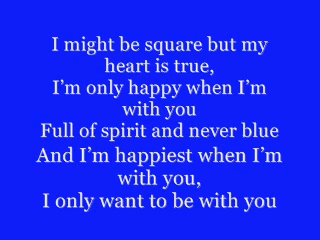 I might be square but my
heart is true,
I’m only happy when I’m
with you
Full of spirit and never blue
And I’m happiest when I’m
with you,
I only want to be with you